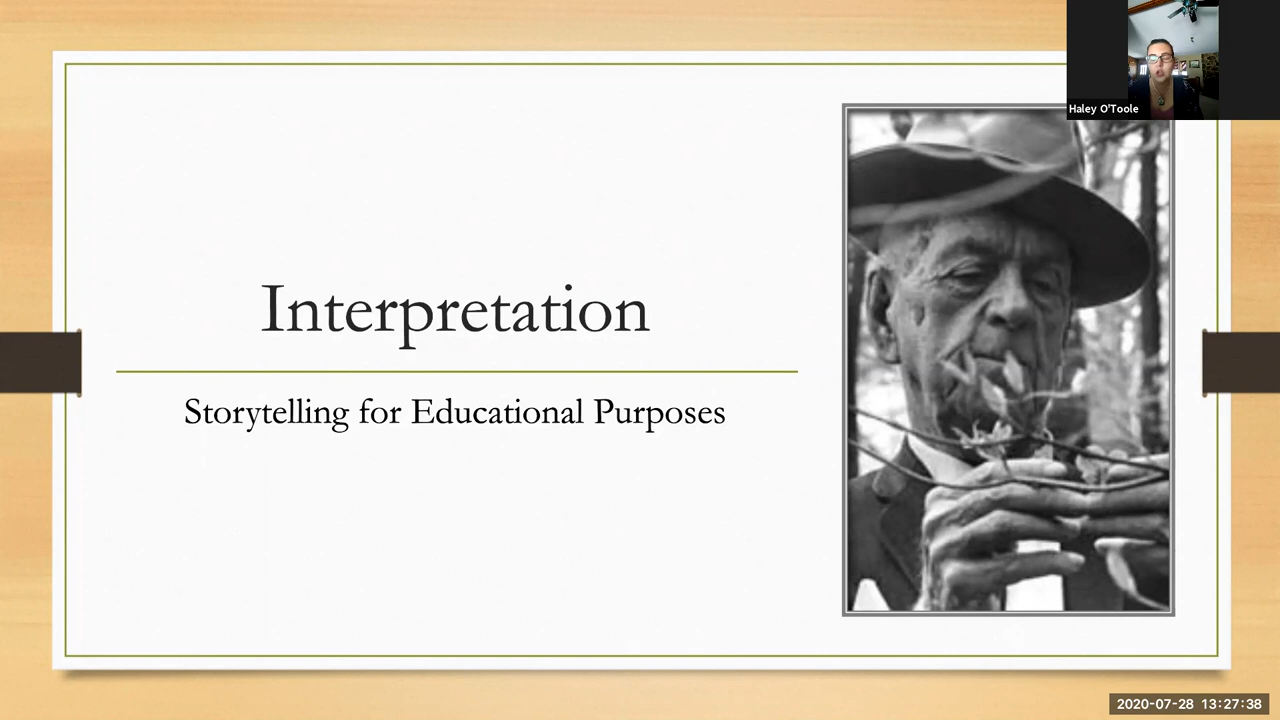 Haley O'Toole
Interpretation
Storytelling for Educational Purposes
2020-07-28 13:27:38